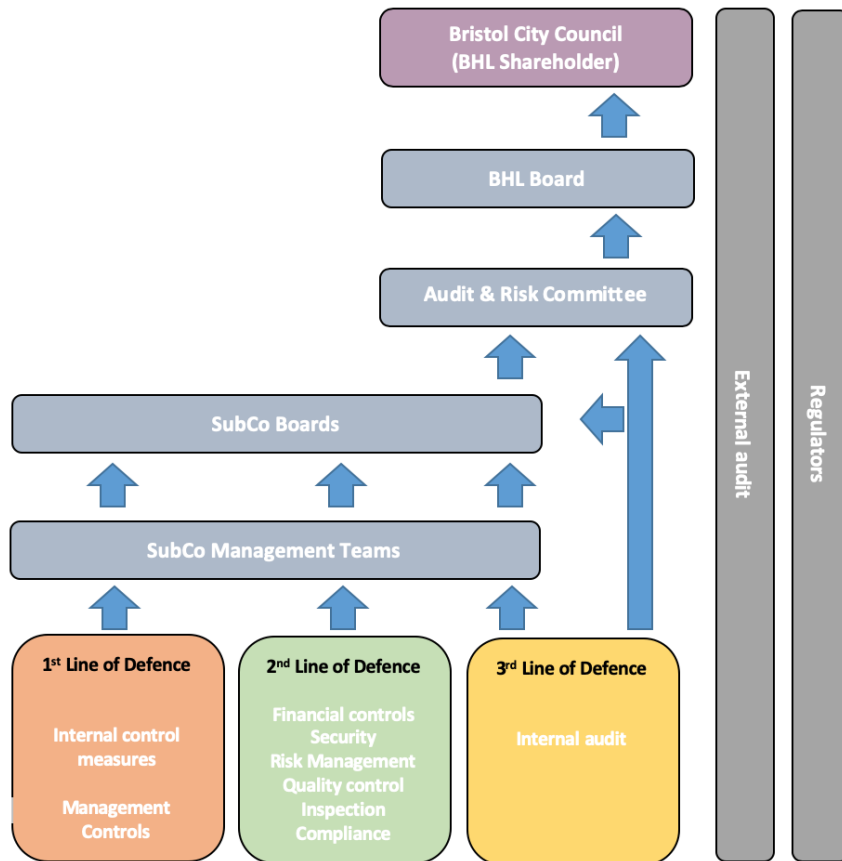 Bristol City Council
(BHL Shareholder)
BHL Board
Audit & Risk Committee
SubCo Boards
SubCo Management Teams
1st Line of Defence
Internal control
measures
Management
Controls
2nd Line of Defence
Financial controls
Security
Risk Management
Quality control
Inspection
Compliance
3rd Line of Defence
Internal audit
External audit
Regulators